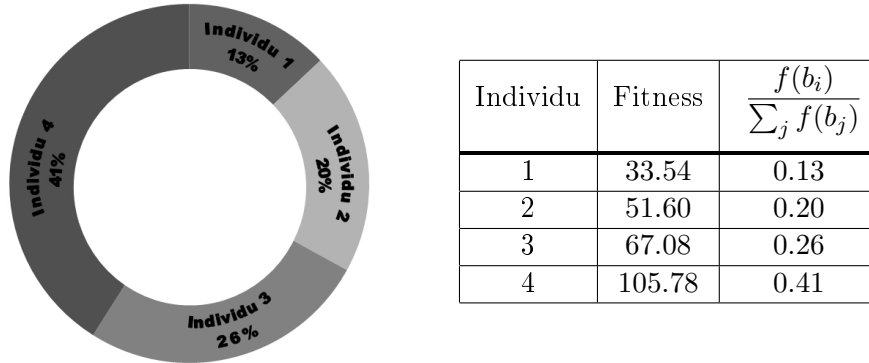 Individu 1
13%
Individu 2
20%
Individu 3
26%
Individu 4
41%
Individu Fitness f(b_i) / ∑_j f(b_j)
1 33.54 0.13
2 51.60 0.20
3 67.08 0.26
4 105.78 0.41